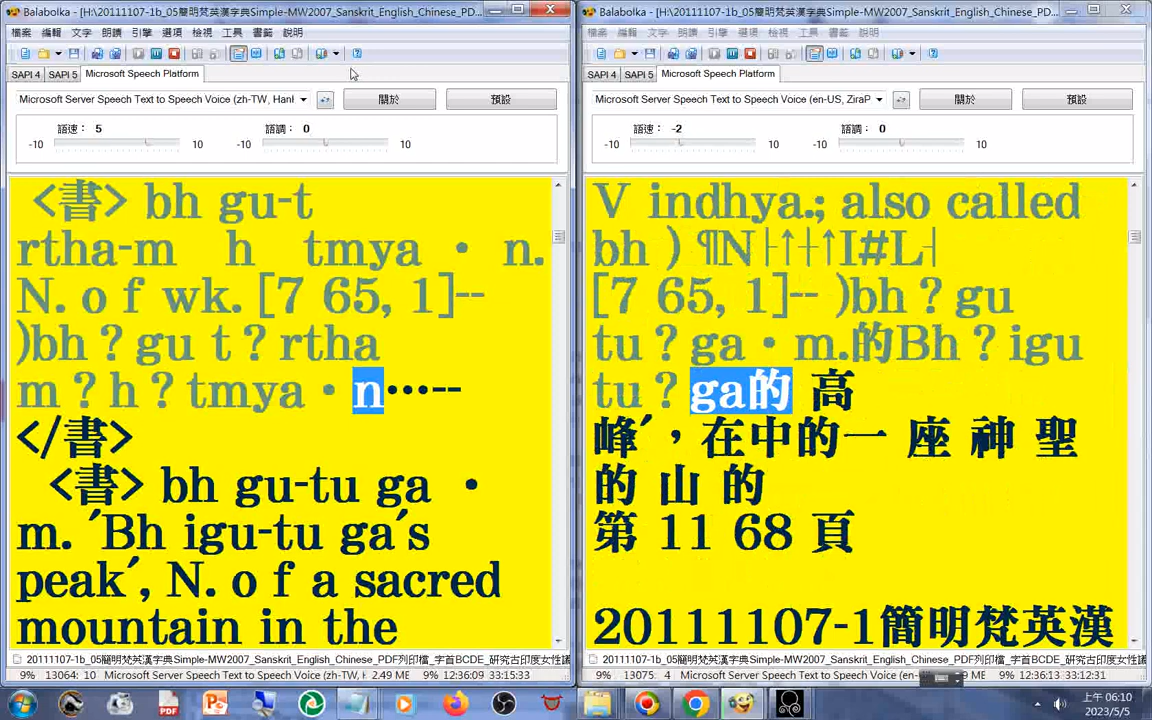 Balabolka - [H:\20111107-1b_05簡明梵英漢字典Simple-MW2007_Sanskrit_English_Chinese_PD...
檔案 編輯 文字 朗讀 引擎 選項 檢視 工具 書籤 說明
SAPI 4 SAPI 5 Microsoft Speech Platform
Microsoft Server Speech Text to Speech Voice (zh-TW, Hanl 關於 預設
語速： 5 語調： 0
-10 10 -10 10
<書> bh gu-t
rtha-m h tmya • n.
N. o f wk. [7 65, 1]--
)bh？gu t？rtha
m？h？tmya • n•••--
</書>
<書> bh gu-tu ga •
m. ′Bh igu-tu ga′s
peak′, N. o f a sacred
mountain in the
20111107-1b_05簡明梵英漢字典Simple-MW2007_Sanskrit_English_Chinese_PDF列印檔_字首BCDE_研究古印度女性議
9% 13064: 10 Microsoft Server Speech Text to Speech Voice (zh-TW, H 2.49 ME 9% 12:36:09 33:15:33
Balabolka - [H:\20111107-1b_05簡明梵英漢字典Simple-MW2007_Sanskrit_English_Chinese_PD...
檔案 編輯 文字 朗讀 引擎 選項 檢視 工具 書籤 說明
SAPI 4 SAPI 5 Microsoft Speech Platform
Microsoft Server Speech Text to Speech Voice (en-US, ZiraP 關於 預設
語速： -2 語調： 0
-10 10 -10 10
V indhya.; also called
bh ) ¶N├↑┼↑I#L┤
[7 65, 1]-- )bh？gu
tu？ga • m.的Bh？igu
tu？ga的 高
峰′，在中的一 座 神 聖
的 山 的
第 11 68 頁
20111107-1簡明梵英漢
20111107-1b_05簡明梵英漢字典Simple-MW2007_Sanskrit_English_Chinese_PDF列印檔_字首BCDE_研究古印度女性議
9% 13075: 4 Microsoft Server Speech Text to Speech Voice (en-U 9 ME 9% 12:36:13 33:12:31
上午 06:10
2023/5/5